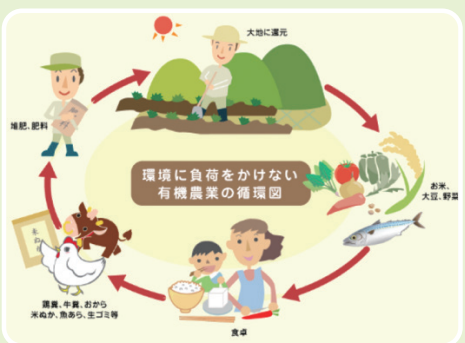 大地に還元
堆肥、肥料
環境に負荷をかけない
有機農業の循環図
お米、
大豆、野菜
鶏糞、牛糞、おから
米ぬか、魚あら、生ゴミ等
食卓